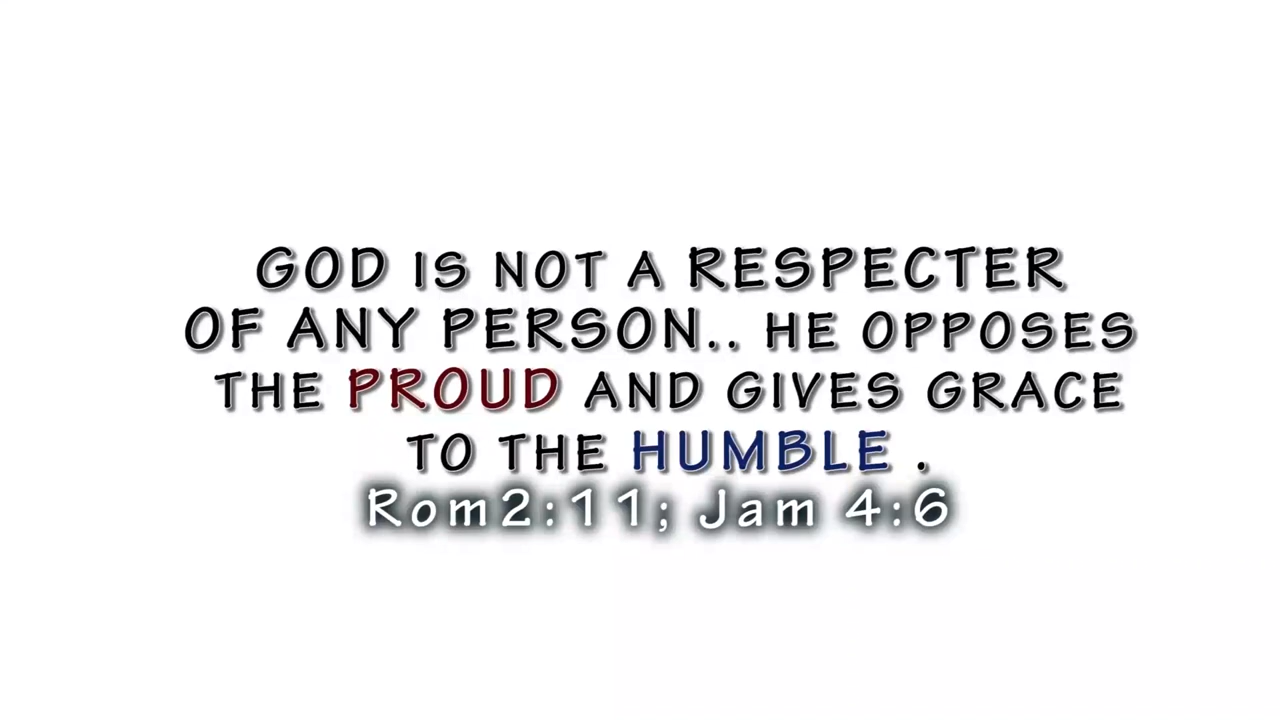 GOD IS NOT A RESPECTER
OF ANY PERSON.. HE OPPOSES
THE PROUD AND GIVES GRACE
TO THE HUMBLE .
Rom2:11; Jam 4:6